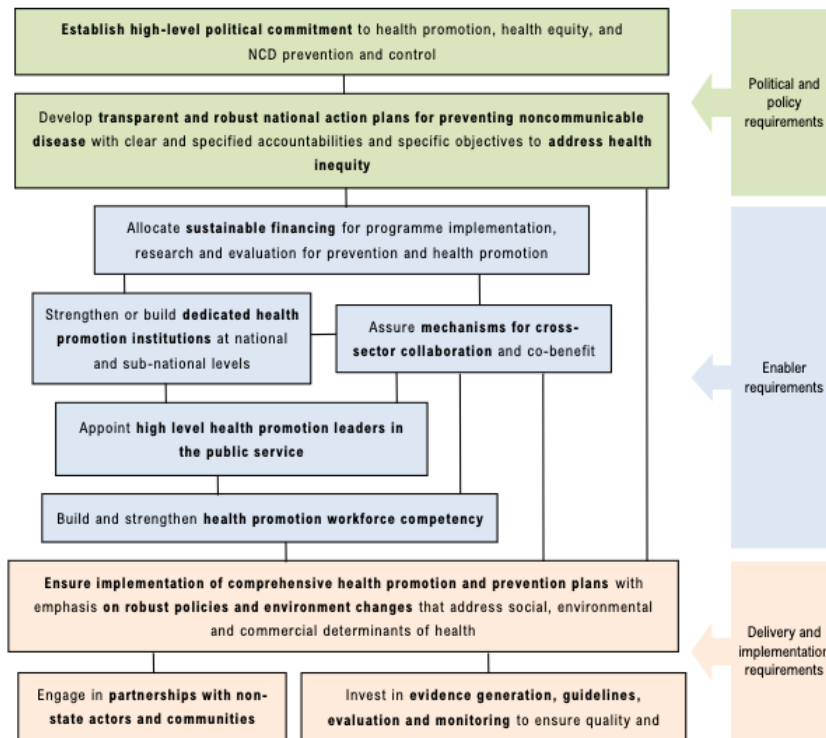 Establish high-level political commitment to health promotion, health equity, and
NCD prevention and control
Political and
policy
requirements
Develop transparent and robust national action plans for preventing noncommunicable
disease with clear and specified accountabilities and specific objectives to address health
inequity
Allocate sustainable financing for programme implementation,
research and evaluation for prevention and health promotion
Strengthen or build dedicated health
promotion institutions at national
and sub-national levels
Assure mechanisms for cross-
sector collaboration and co-benefit
Enabler
requirements
Appoint high level health promotion leaders in
the public service
Build and strengthen health promotion workforce competency
Ensure implementation of comprehensive health promotion and prevention plans with
emphasis on robust policies and environment changes that address social, environmental
and commercial determinants of health
Delivery and
implementation
requirements
Engage in partnerships with non-
state actors and communities
Invest in evidence generation, guidelines,
evaluation and monitoring to ensure quality and